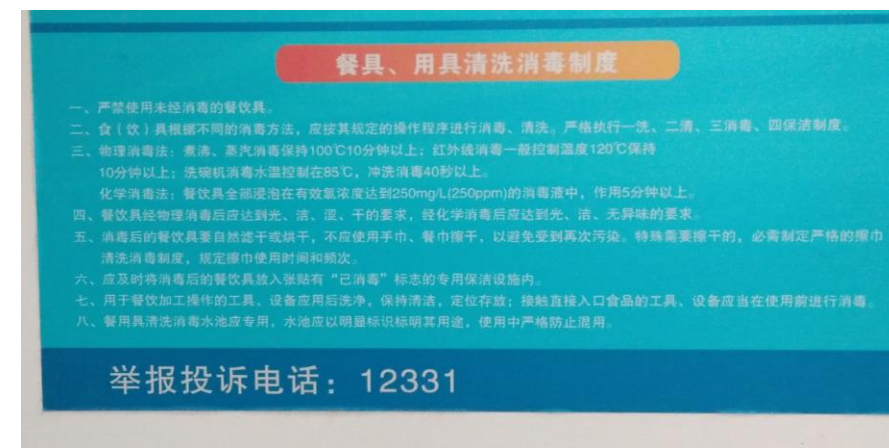 餐具、用具清洗消毒制度
一、严禁使用未经消毒的餐饮具。
二、食（饮）具根据不同的消毒方法，应按其规定的操作程序进行消毒、清洗。严格执行一洗、二清、三消毒、四保洁制度。
三、物理消毒法：煮沸、蒸汽消毒保持100℃10分钟以上；红外线消毒一般控制温度120℃保持
10分钟以上；洗碗机消毒水温控制在85℃，冲洗消毒40秒以上。
化学消毒法：餐饮具全部浸泡在有效氯浓度达到250mg/L(250ppm)的消毒液中，作用5分钟以上。
四、餐饮具经物理消毒后应达到光、洁、涩、干的要求，经化学消毒后应达到光、洁、无异味的要求。
五、消毒后的餐饮具要自然滤干或烘干，不应使用手巾、餐巾擦干，以避免受到再次污染。特殊需要擦干的，必需制定严格的擦巾
清洗消毒制度，规定擦巾使用时间和频次。
六、应及时将消毒后的餐饮具放入张贴有“已消毒”标志的专用保洁设施内。
七、用于餐饮加工操作的工具、设备应用后洗净，保持清洁，定位存放；接触直接入口食品的工具、设备应当在使用前进行消毒。
八、餐用具清洗消毒水池应专用，水池应以明显标识标明其用途，使用中严格防止混用。
举报投诉电话：12331